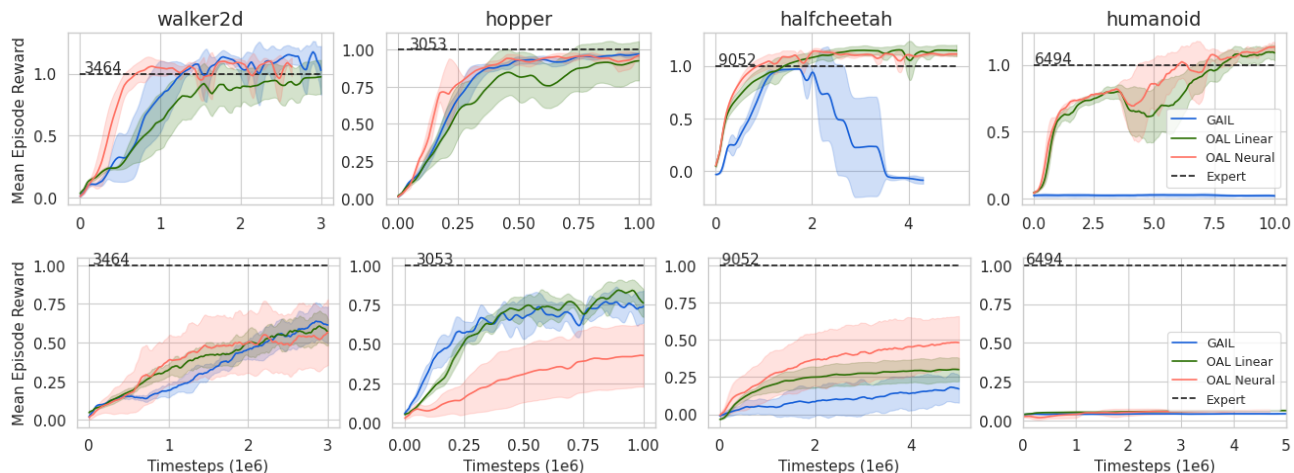 walker2d hopper halfcheetah humanoid
Mean Episode Reward
1.0
0.5
0.0
3464
0 1 2 3
1.00
0.75
0.50
0.25
0.00
3053
0.00 0.25 0.50 0.75 1.00
1.0
0.5
0.0
9052
0 2 4
1.0
0.5
0.0
6494
GAIL
OAL Linear
OAL Neural
Expert
0.0 2.5 5.0 7.5 10.0
Mean Episode Reward
1.00
0.75
0.50
0.25
0.00
3464
0 1 2 3
Timesteps (1e6)
1.00
0.75
0.50
0.25
0.00
3053
0.00 0.25 0.50 0.75 1.00
Timesteps (1e6)
1.00
0.75
0.50
0.25
0.00
9052
0 2 4
Timesteps (1e6)
1.00
0.75
0.50
0.25
0.00
6494
GAIL
OAL Linear
OAL Neural
Expert
0 1 2 3 4 5
Timesteps (1e6)